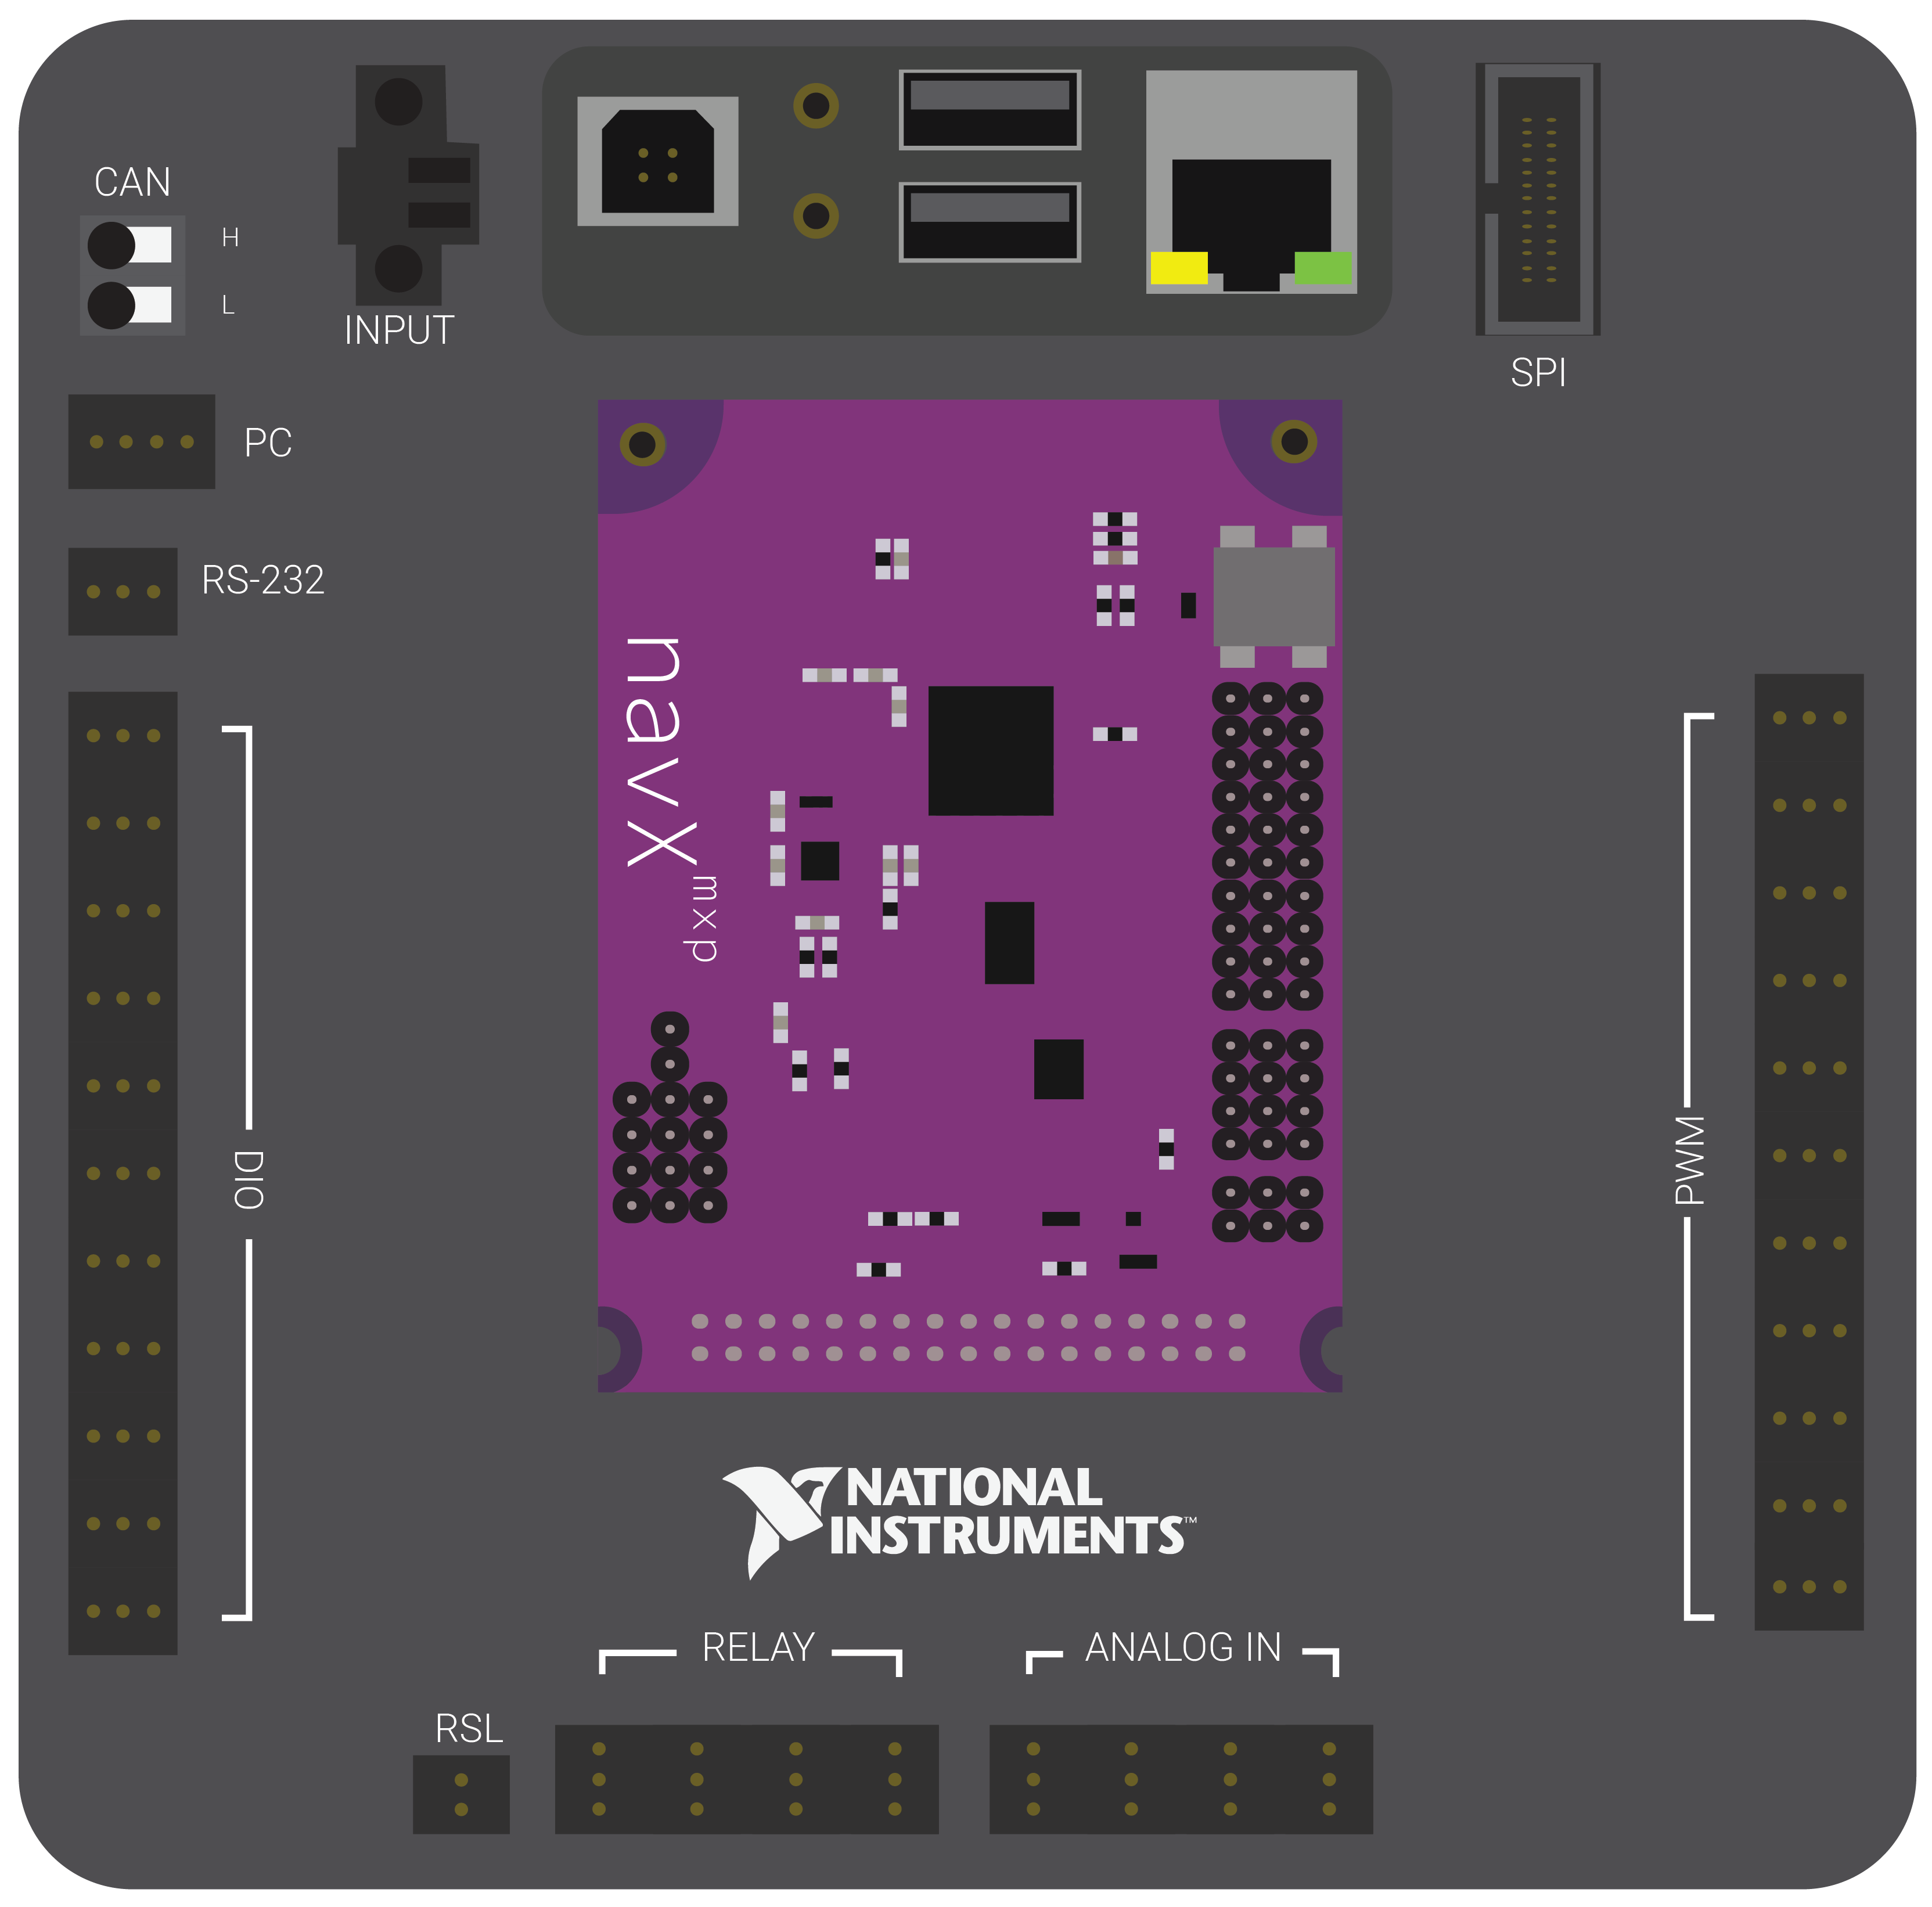 CAN
H
L
INPUT
SPI
PC
RS-232
navX
mxp
DIO
PWM
NATIONAL
INSTRUMENTS™
RELAY
ANALOG IN
RSL